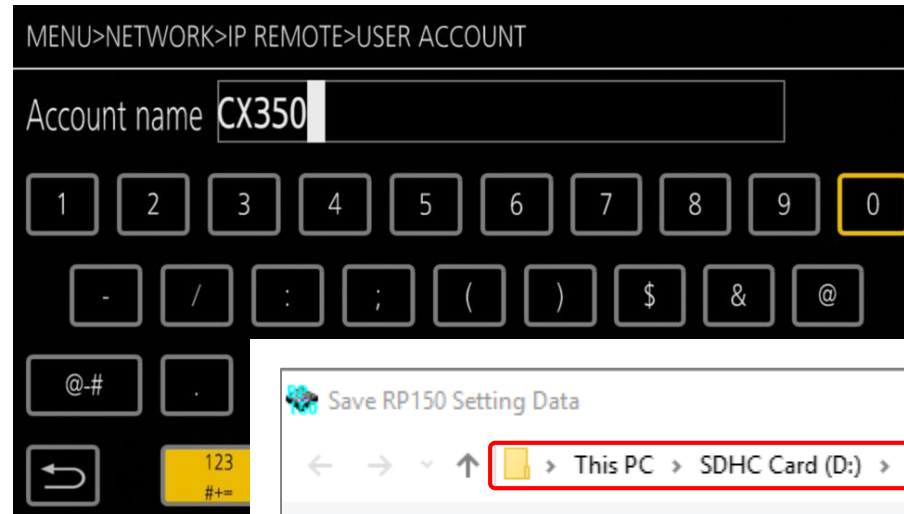 MENU>NETWORK>IP REMOTE>USER ACCOUNT
Account name CX350
1 2 3 4 5 6 7 8 9 0
- / : ; ( ) $ & @
@-# .
123
#+=
Save RP150 Setting Data
This PC > SDHC Card (D:) >